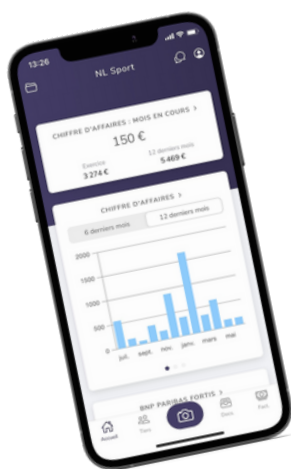 13:26
NL Sport
CHIFFRE D'AFFAIRES : MOIS EN COURS >
150 €
Exercice
3 274 €
12 derniers mois
5 469 €
CHIFFRE D'AFFAIRES >
6 derniers mois
12 derniers mois
2000
1500
1000
500
0
juil. sept. nov. janv. mars mai
BNP PARIBAS FORTIS >
Accueil
Tiers
Docs